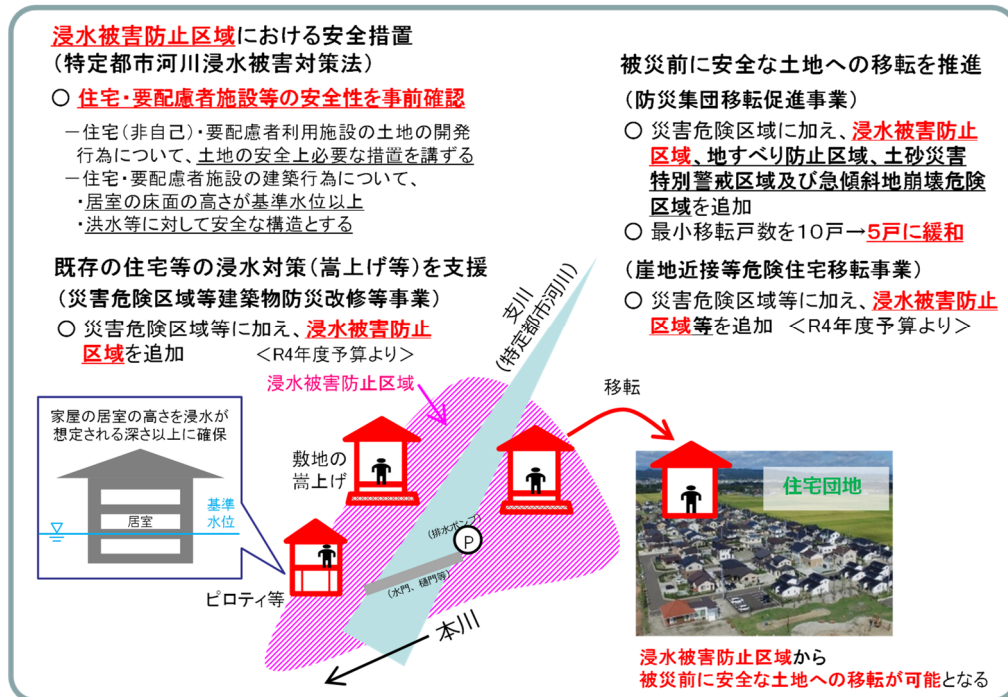 浸水被害防止区域における安全措置
(特定都市河川浸水被害対策法)
○ 住宅・要配慮者施設等の安全性を事前確認
－住宅(非自己)・要配慮者利用施設の土地の開発
行為について、土地の安全上必要な措置を講ずる
－住宅・要配慮者施設の建築行為について、
・居室の床面の高さが基準水位以上
・洪水等に対して安全な構造とする
既存の住宅等の浸水対策(嵩上げ等)を支援
(災害危険区域等建築物防災改修等事業)
○ 災害危険区域等に加え、浸水被害防止
区域を追加 <R4年度予算より>
被災前に安全な土地への移転を推進
(防災集団移転促進事業)
○ 災害危険区域に加え、浸水被害防止
区域、地すべり防止区域、土砂災害
特別警戒区域及び急傾斜地崩壊危険
区域を追加
○ 最小移転戸数を10戸→5戸に緩和
(崖地近接等危険住宅移転事業)
○ 災害危険区域等に加え、浸水被害防止
区域等を追加 <R4年度予算より>
浸水被害防止区域
支川
(特定都市河川)
移転
家屋の居室の高さを浸水が
想定される深さ以上に確保
居室
基準
水位
敷地の
嵩上げ
ピロティ等
(排水ポンプ)
P
(水門、樋門等)
本川
住宅団地
浸水被害防止区域から
被災前に安全な土地への移転が可能となる